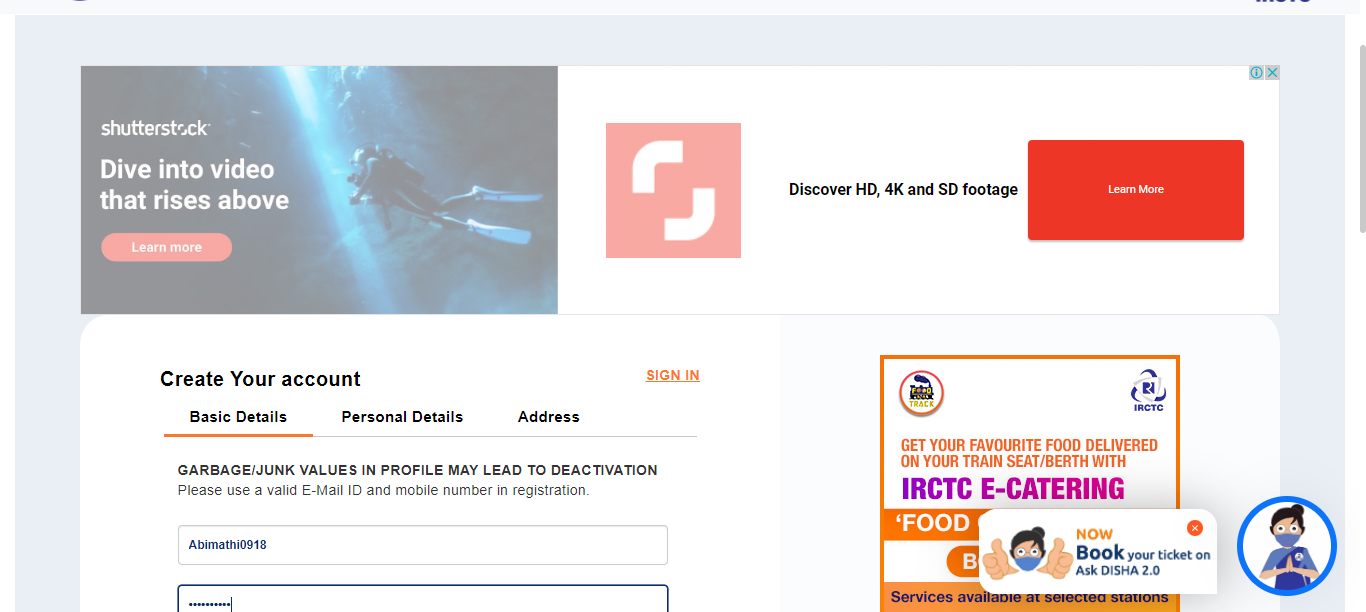 shutterstock
Dive into video
that rises above
Learn more
Discover HD, 4K and SD footage
Learn More
Create Your account
SIGN IN
Basic Details
Personal Details
Address
GARBAGE/JUNK VALUES IN PROFILE MAY LEAD TO DEACTIVATION
Please use a valid E-Mail ID and mobile number in registration.
Abimathi0918
••••••••••
TRACK
IRCTC
GET YOUR FAVOURITE FOOD DELIVERED
ON YOUR TRAIN SEAT/BERTH WITH
IRCTC E-CATERING
‘FOOD
NOW
Book your ticket on
Ask DISHA 2.0
Services available at selected stations